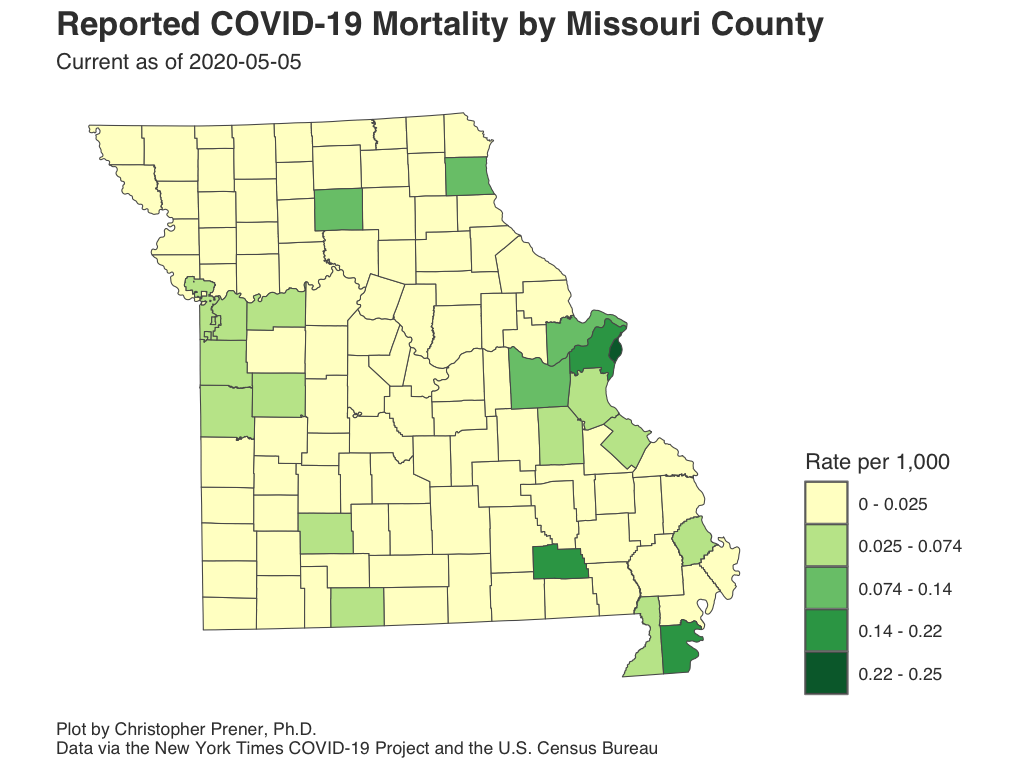 Reported COVID-19 Mortality by Missouri County
Current as of 2020-05-05
Rate per 1,000
0 - 0.025
0.025 - 0.074
0.074 - 0.14
0.14 - 0.22
0.22 - 0.25
Plot by Christopher Prener, Ph.D.
Data via the New York Times COVID-19 Project and the U.S. Census Bureau